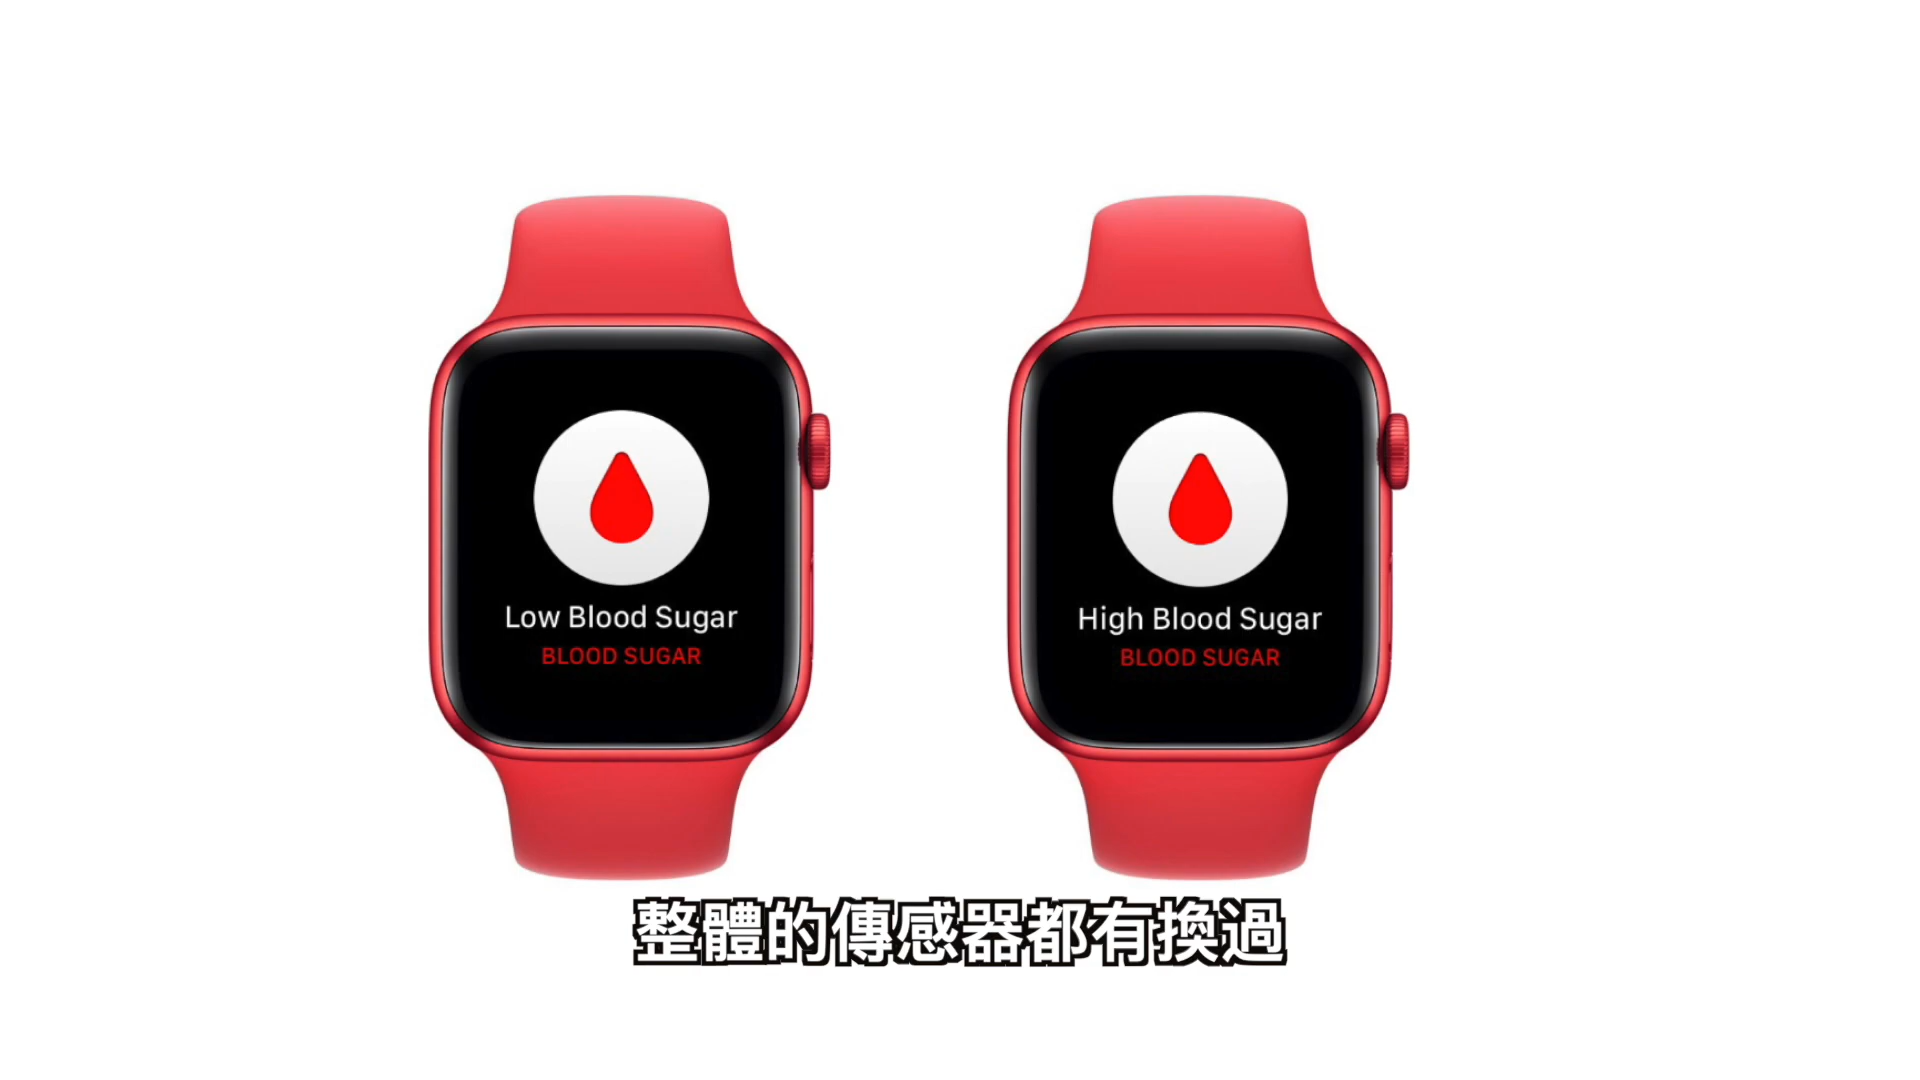 Low Blood Sugar
BLOOD SUGAR
High Blood Sugar
BLOOD SUGAR
整體的傳感器都有換過